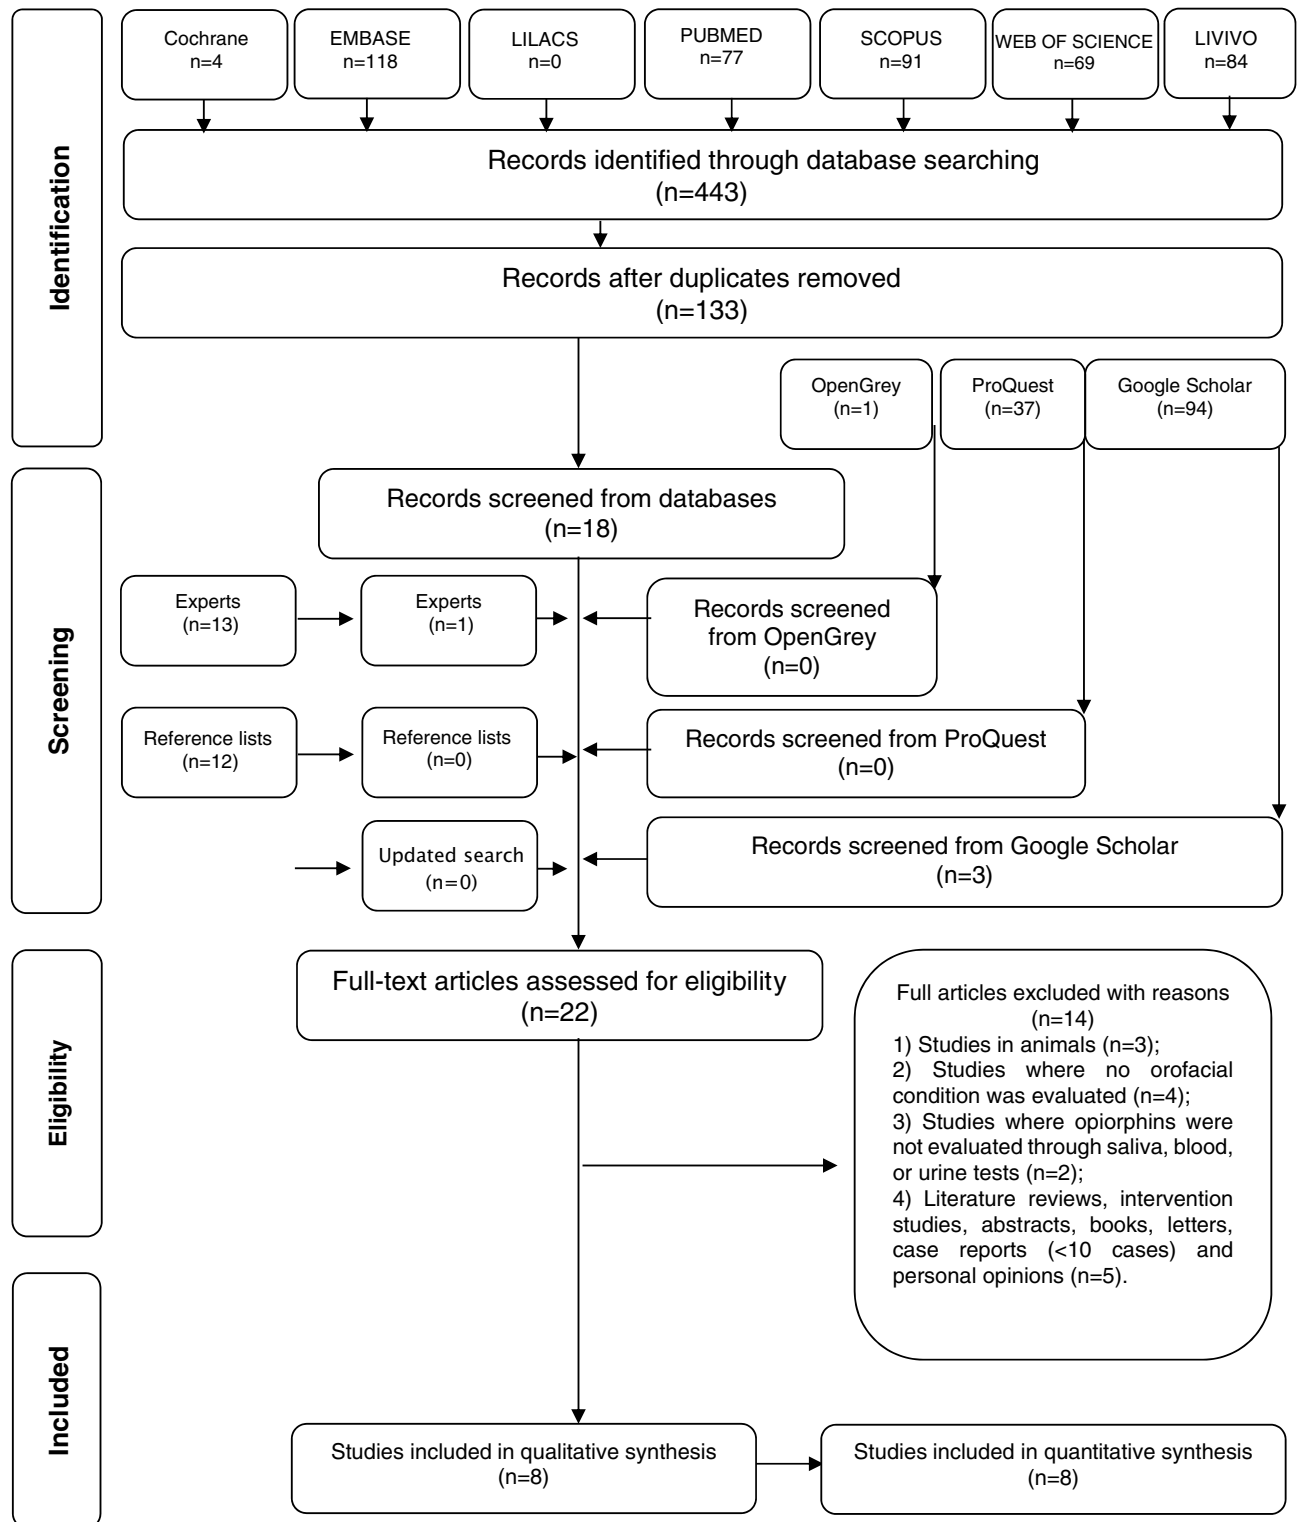 Identification
Cochrane
n=4
EMBASE
n=118
LILACS
n=0
PUBMED
n=77
SCOPUS
n=91
WEB OF SCIENCE
n=69
LIVIVO
n=84
Records identified through database searching
(n=443)
Records after duplicates removed
(n=133)
OpenGrey
(n=1)
ProQuest
(n=37)
Google Scholar
(n=94)
Screening
Records screened from databases
(n=18)
Experts
(n=13)
Experts
(n=1)
Records screened
from OpenGrey
(n=0)
Reference lists
(n=12)
Reference lists
(n=0)
Records screened from ProQuest
(n=0)
Updated search
(n=0)
Records screened from Google Scholar
(n=3)
Eligibility
Full-text articles assessed for eligibility
(n=22)
Full articles excluded with reasons
(n=14)
1) Studies in animals (n=3);
2) Studies where no orofacial
condition was evaluated (n=4);
3) Studies where opiorphins were
not evaluated through saliva, blood,
or urine tests (n=2);
4) Literature reviews, intervention
studies, abstracts, books, letters,
case reports (<10 cases) and
personal opinions (n=5).
Included
Studies included in qualitative synthesis
(n=8)
Studies included in quantitative synthesis
(n=8)